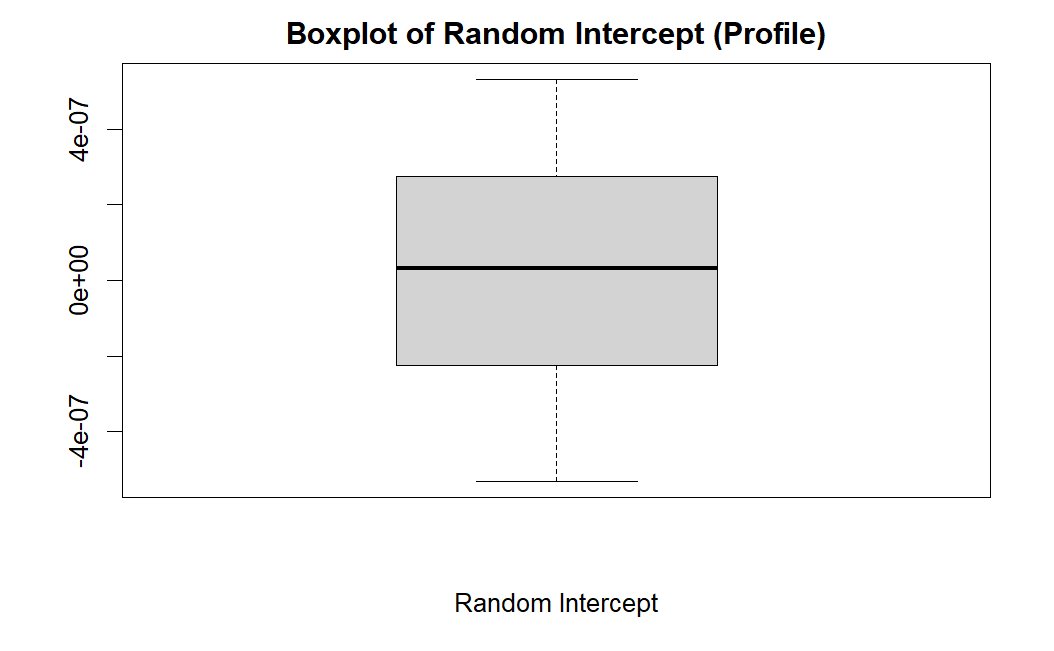 Boxplot of Random Intercept (Profile)
4e-07
0e+00
-4e-07
Random Intercept